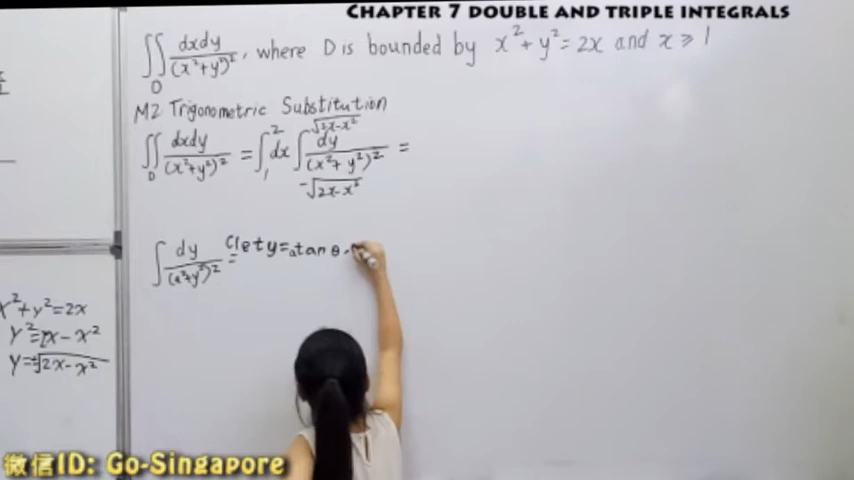 CHAPTER 7 DOUBLE AND TRIPLE INTEGRALS
∬_D dxdy/(x²+y²)², where D is bounded by x²+y²=2x and x≥1
M2 Trigonometric Substitution
∬_D dxdy/(x²+y²)² = ∫_1^2 dx ∫_{-√(2x-x²)}^{√(2x-x²)} dy/(x²+y²)² =
∫ dy/(a²+y²)² = (let y=a tan θ
x²+y²=2x
y²=2x-x²
y=±√(2x-x²)
微信ID: Go-Singapore